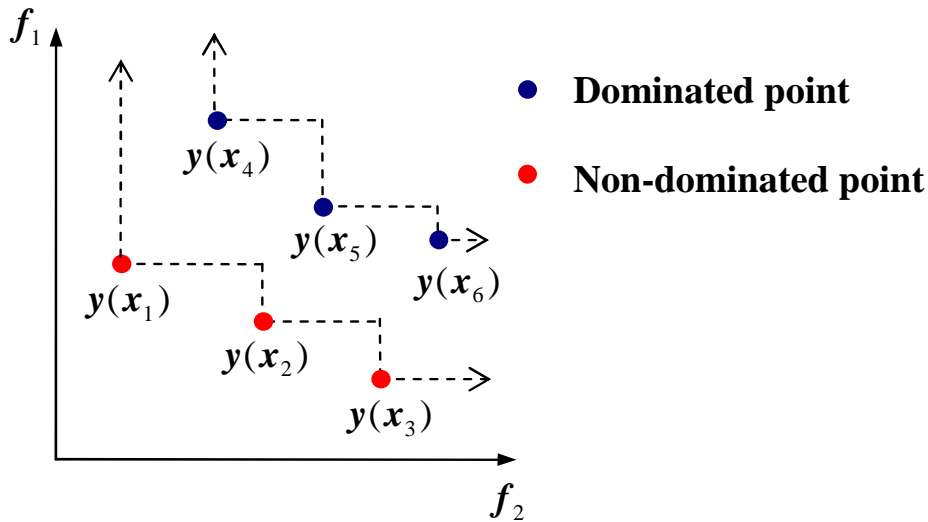 f₁
Dominated point
y(x₄)
Non-dominated point
y(x₅)
y(x₆)
y(x₁)
y(x₂)
y(x₃)
f₂